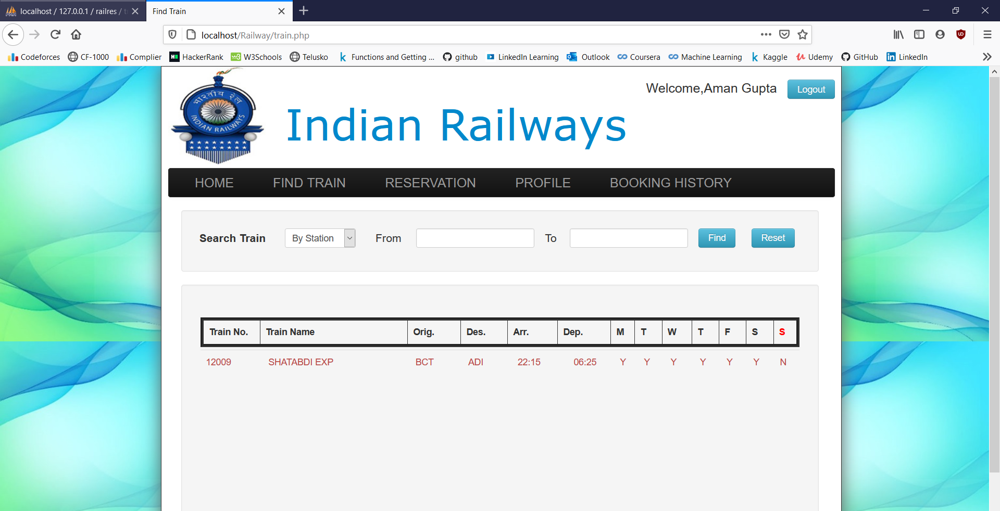 localhost / 127.0.0.1 / railres / t
Find Train
localhost/Railway/train.php
Codeforces CF-1000 Complier HackerRank W3Schools Telusko Functions and Getting ... github LinkedIn Learning Outlook Coursera Machine Learning Kaggle Udemy GitHub LinkedIn
भारतीय रेल
INDIAN RAILWAYS
Welcome,Aman Gupta Logout
Indian Railways
HOME FIND TRAIN RESERVATION PROFILE BOOKING HISTORY
Search Train By Station From To Find Reset
Train No. Train Name Orig. Des. Arr. Dep. M T W T F S S
12009 SHATABDI EXP BCT ADI 22:15 06:25 Y Y Y Y Y Y N